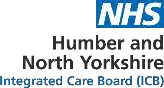 NHS
Humber and
North Yorkshire
Integrated Care Board (ICB)